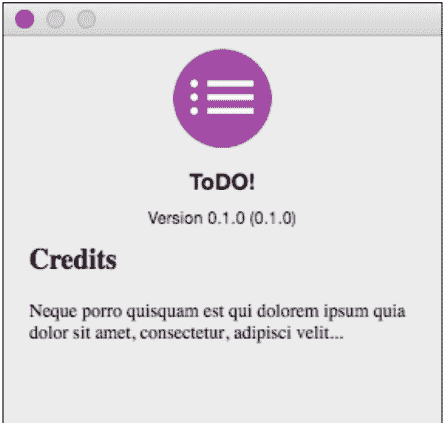 ToDO!
Version 0.1.0 (0.1.0)
Credits
Neque porro quisquam est qui dolorem ipsum quia
dolor sit amet, consectetur, adipisci velit...